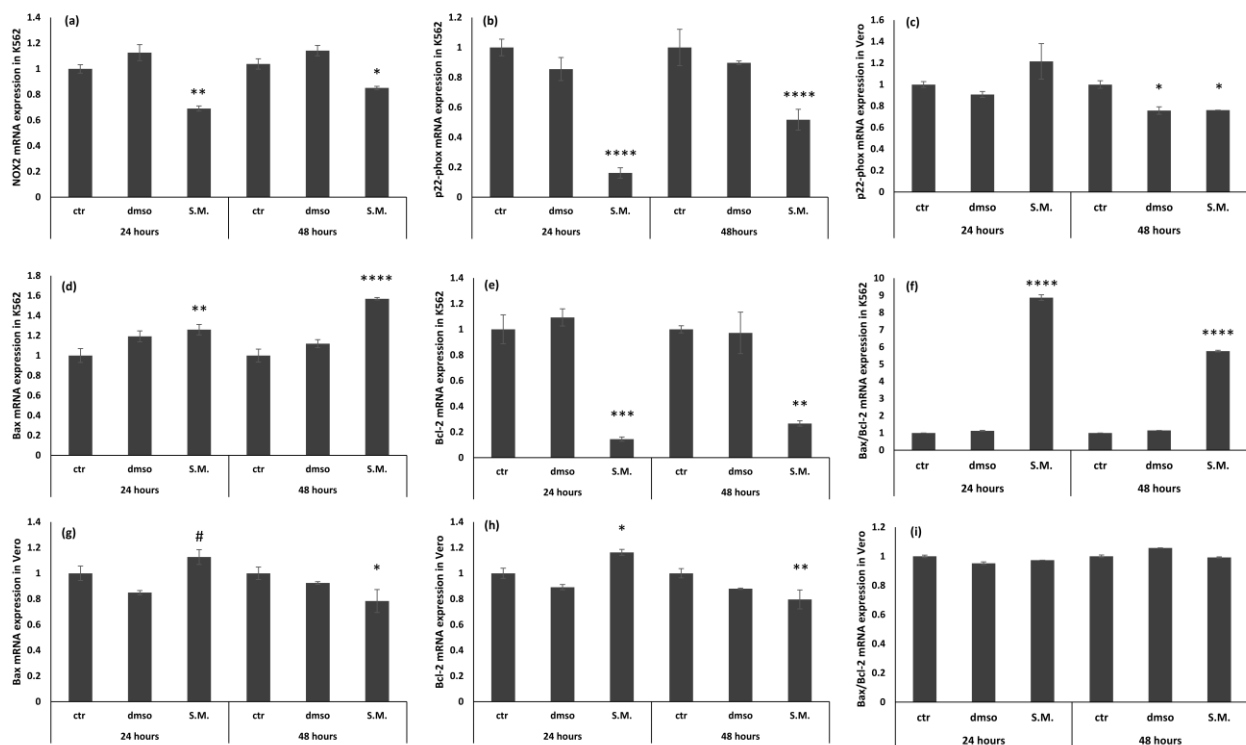 (a)
NOX2 mRNA expression in K562
1.4
1.2
1
0.8
0.6
0.4
0.2
0
**
*
ctr dmso S.M. ctr dmso S.M.
24 hours 48 hours
(b)
p22-phox mRNA expression in K562
1.2
1
0.8
0.6
0.4
0.2
0
****
****
ctr dmso S.M. ctr dmso S.M.
24 hours 48hours
(c)
p22-phox mRNA expression in Vero
1.6
1.4
1.2
1
0.8
0.6
0.4
0.2
0
* *
ctr dmso S.M. ctr dmso S.M.
24 hours 48 hours
(d)
Bax mRNA expression in K562
1.8
1.6
1.4
1.2
1
0.8
0.6
0.4
0.2
0
**
****
ctr dmso S.M. ctr dmso S.M.
24 hours 48 hours
(e)
Bcl-2 mRNA expression in K562
1.4
1.2
1
0.8
0.6
0.4
0.2
0
***
**
ctr dmso S.M. ctr dmso S.M.
24 hours 48 hours
(f)
Bax/Bcl-2 mRNA expression in K562
10
9
8
7
6
5
4
3
2
1
0
****
****
ctr dmso S.M. ctr dmso S.M.
24 hours 48 hours
(g)
Bax mRNA expression in Vero
1.4
1.2
1
0.8
0.6
0.4
0.2
0
#
*
ctr dmso S.M. ctr dmso S.M.
24 hours 48 hours
(h)
Bcl-2 mRNA expression in Vero
1.4
1.2
1
0.8
0.6
0.4
0.2
0
*
**
ctr dmso S.M. ctr dmso S.M.
24 hours 48 hours
(i)
Bax/Bcl-2 mRNA expression in Vero
1.2
1
0.8
0.6
0.4
0.2
0
ctr dmso S.M. ctr dmso S.M.
24 hours 48 hours